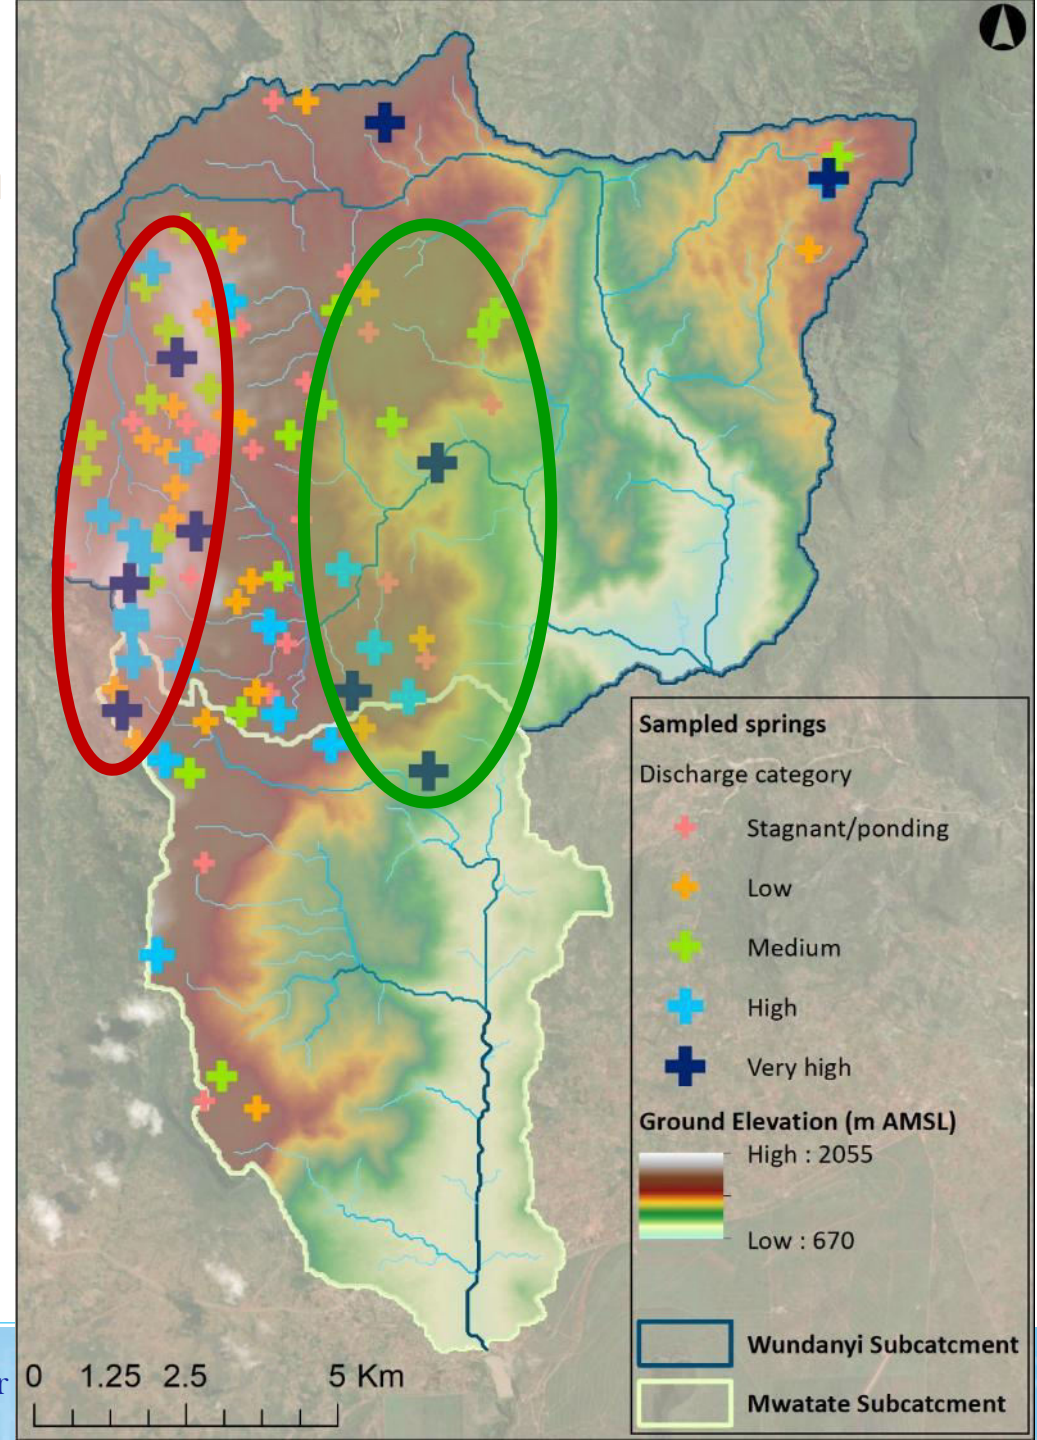 Sampled springs
Discharge category
Stagnant/ponding
Low
Medium
High
Very high
Ground Elevation (m AMSL)
High : 2055
Low : 670
Wundanyi Subcatcment
Mwatate Subcatcment
0 1.25 2.5 5 Km
r